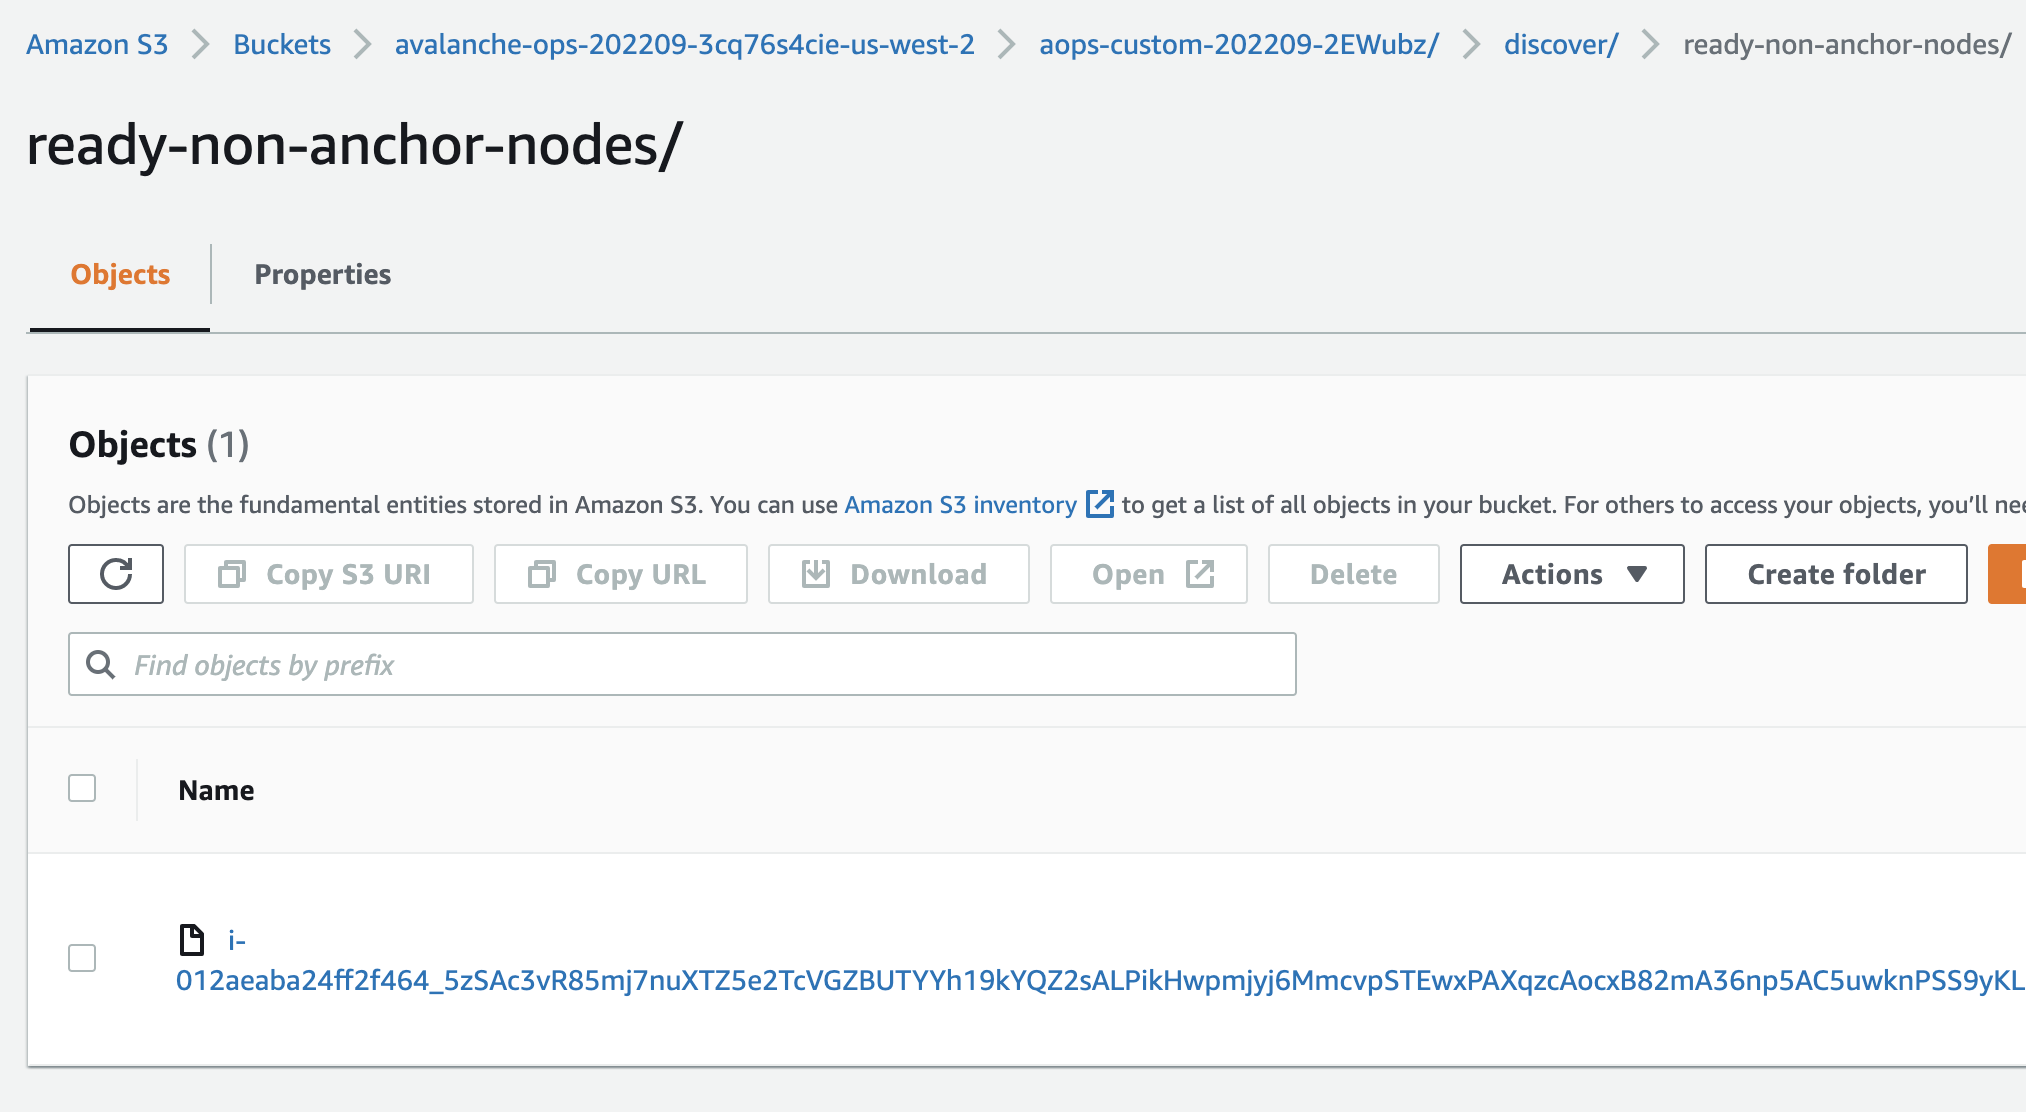 Amazon S3 > Buckets > avalanche-ops-202209-3cq76s4cie-us-west-2 > aops-custom-202209-2EWubz/ > discover/ > ready-non-anchor-nodes/
ready-non-anchor-nodes/
Objects Properties
Objects (1)
Objects are the fundamental entities stored in Amazon S3. You can use Amazon S3 inventory to get a list of all objects in your bucket. For others to access your objects, you'll
Copy S3 URI Copy URL Download Open Delete Actions Create folder
Find objects by prefix
Name
i-
012aeaba24ff2f464_5zSAc3vR85mj7nuXTZ5e2TcVGZBUTYYh19kYQZ2sALPikHwpmjyj6MmcvpSTEwxPAXqzcAocxB82mA36np5AC5uwknPSS9yKL